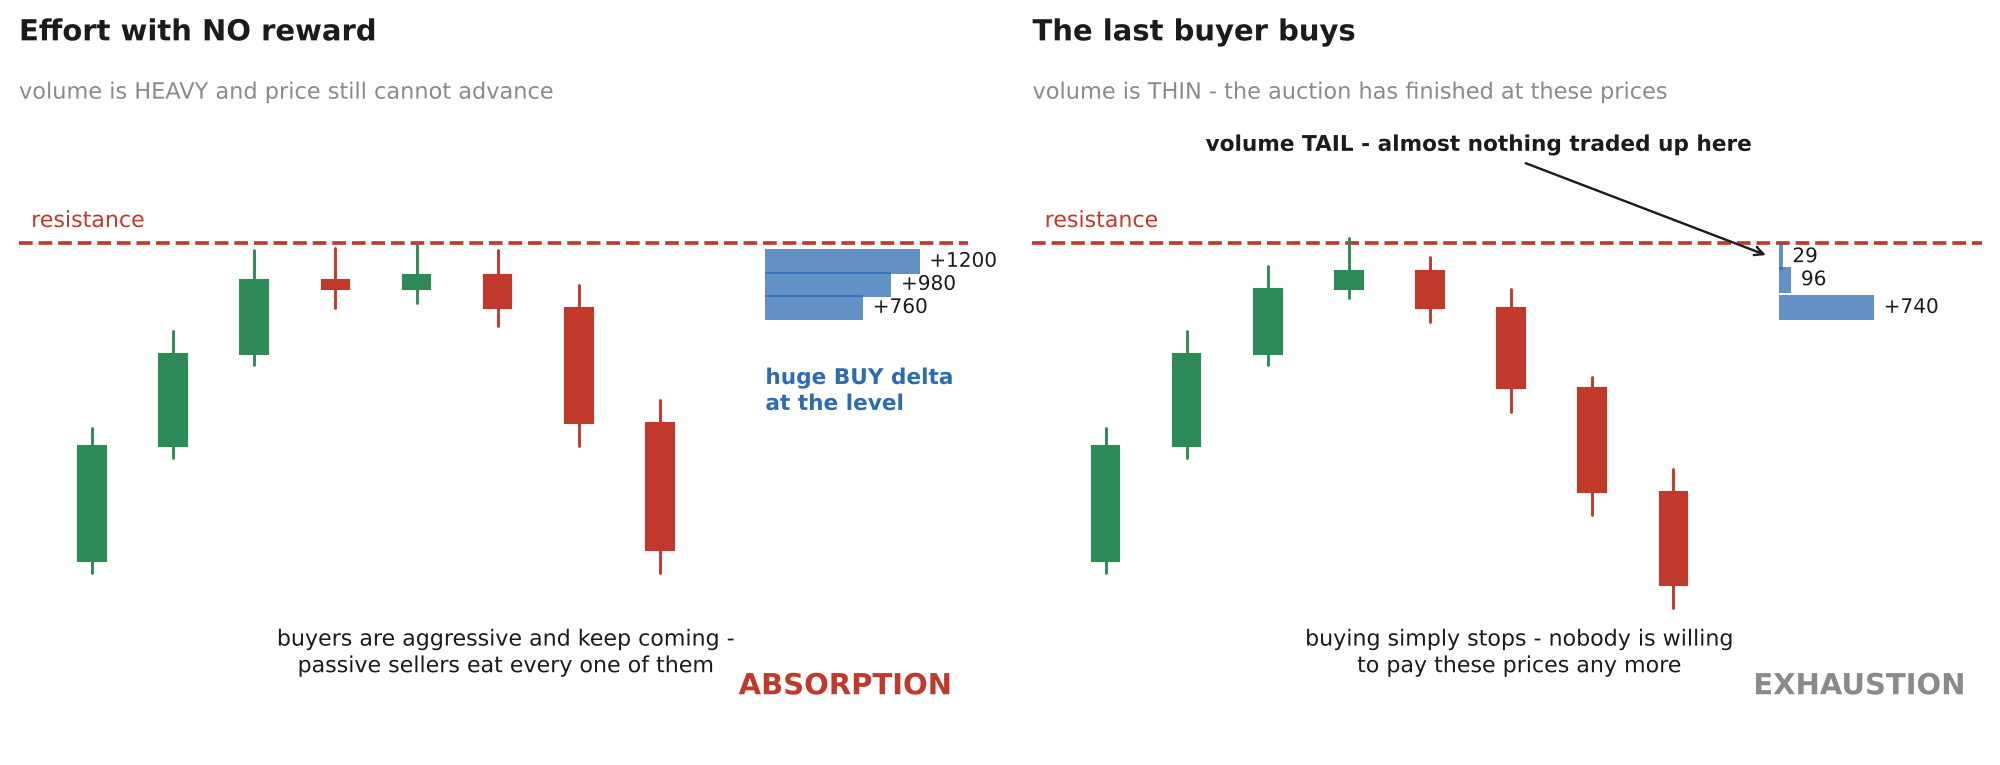 Effort with NO reward
volume is HEAVY and price still cannot advance
resistance
+1200
+980
+760
huge BUY delta
at the level
buyers are aggressive and keep coming -
passive sellers eat every one of them
ABSORPTION
The last buyer buys
volume is THIN - the auction has finished at these prices
volume TAIL - almost nothing traded up here
resistance
29
96
+740
buying simply stops - nobody is willing
to pay these prices any more
EXHAUSTION